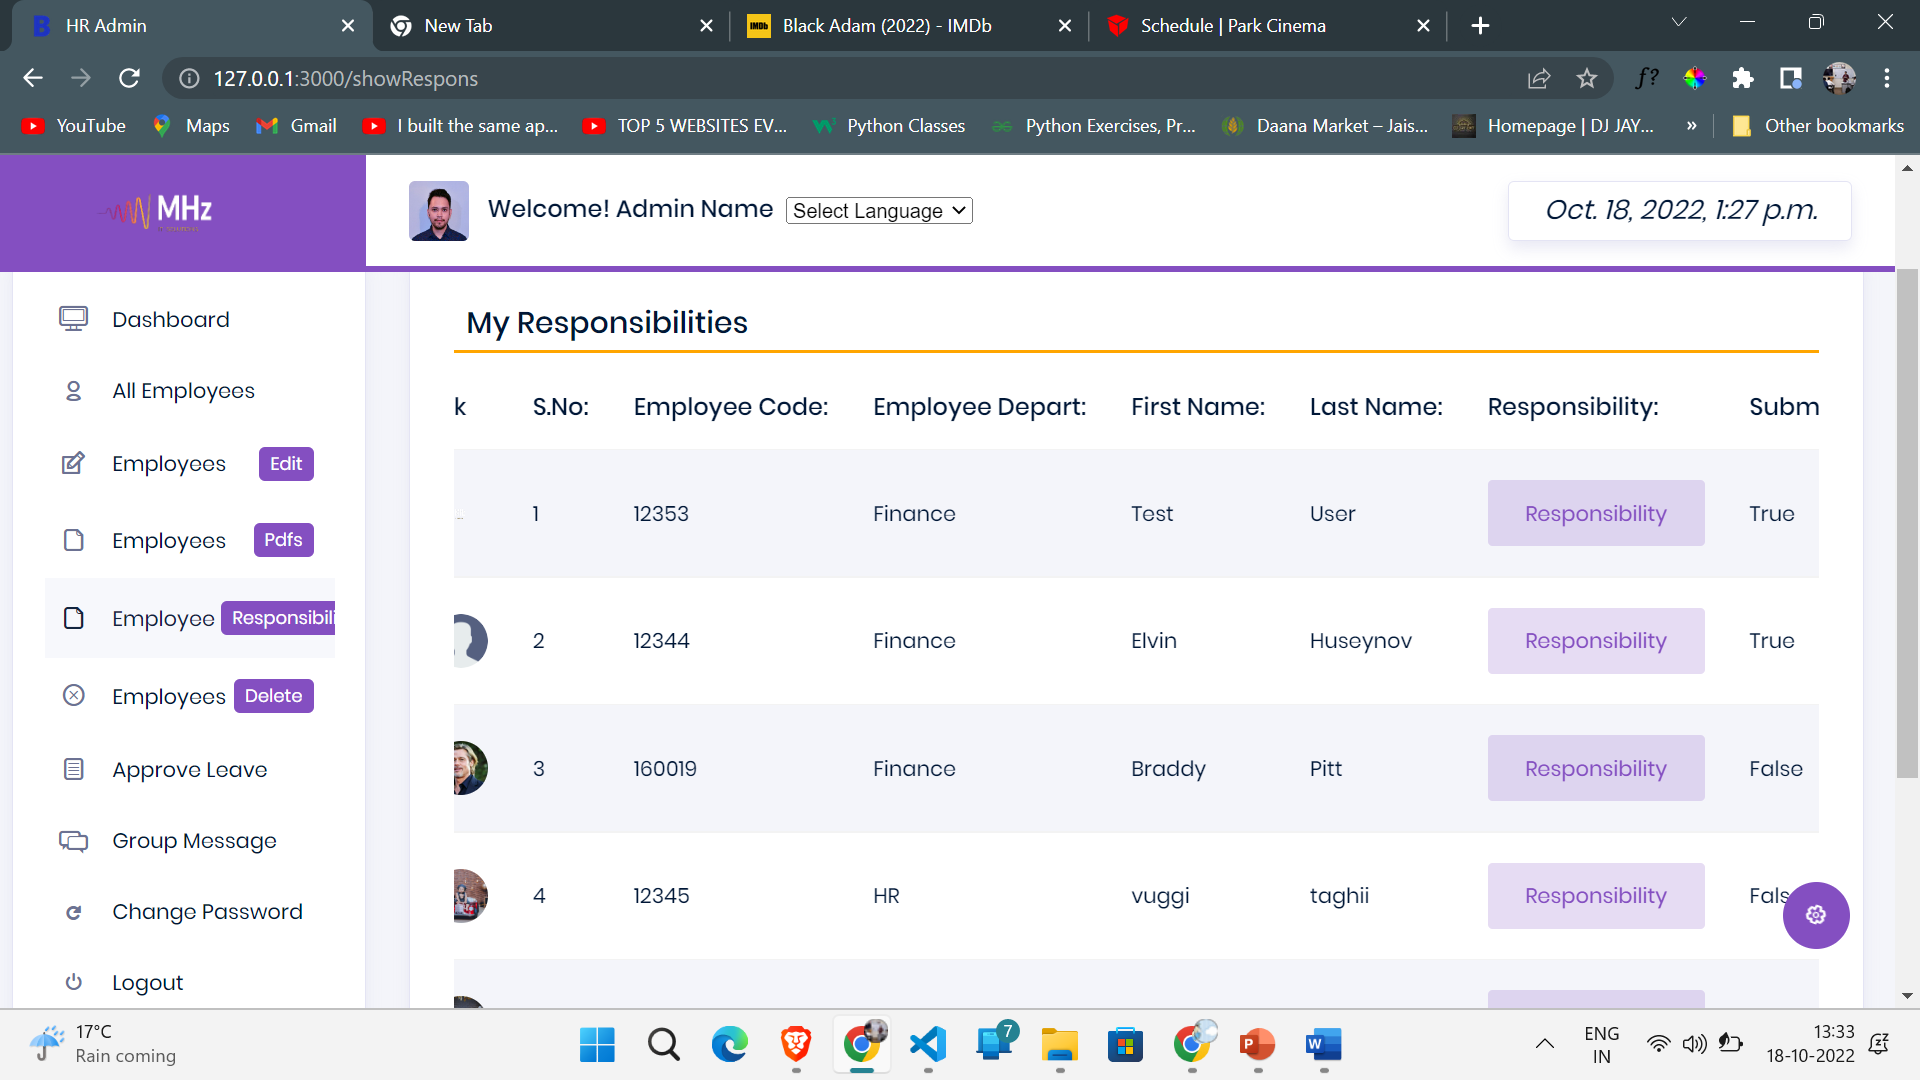 HR Admin
New Tab
IMDb Black Adam (2022) - IMDb
Schedule | Park Cinema
127.0.0.1:3000/showRespons
f?
YouTube
Maps
Gmail
I built the same ap...
TOP 5 WEBSITES EV...
Python Classes
Python Exercises, Pr...
Daana Market – Jais...
Homepage | DJ JAY...
»
Other bookmarks
MHz
Welcome! Admin Name
Select Language
Oct. 18, 2022, 1:27 p.m.
Dashboard
All Employees
Employees Edit
Employees Pdfs
Employee Responsibili
Employees Delete
Approve Leave
Group Message
Change Password
Logout
My Responsibilities
k S.No: Employee Code: Employee Depart: First Name: Last Name: Responsibility: Subm
1 12353 Finance Test User Responsibility True
2 12344 Finance Elvin Huseynov Responsibility True
3 160019 Finance Braddy Pitt Responsibility False
4 12345 HR vuggi taghii Responsibility Fals
17°C
Rain coming
7
P
W
ENG
IN
13:33
18-10-2022